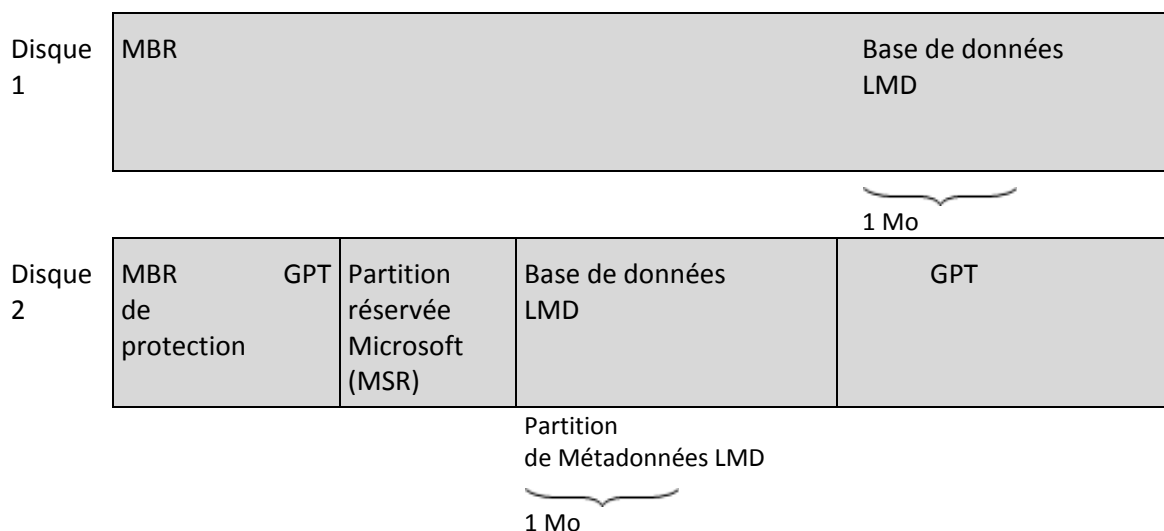 Disque
1
MBR
Base de données
LMD
1 Mo
Disque
2
MBR
de
protection
GPT
Partition
réservée
Microsoft
(MSR)
Base de données
LMD
GPT
Partition
de Métadonnées LMD
1 Mo